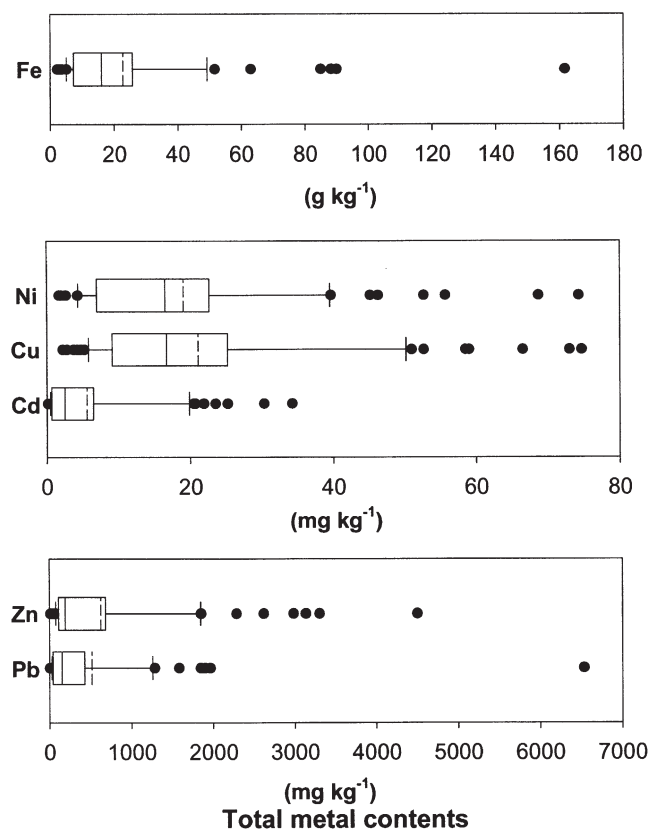 Fe
0 20 40 60 80 100 120 140 160 180
(g kg⁻¹)
Ni
Cu
Cd
0 20 40 60 80
(mg kg⁻¹)
Zn
Pb
0 1000 2000 3000 4000 5000 6000 7000
(mg kg⁻¹)
Total metal contents